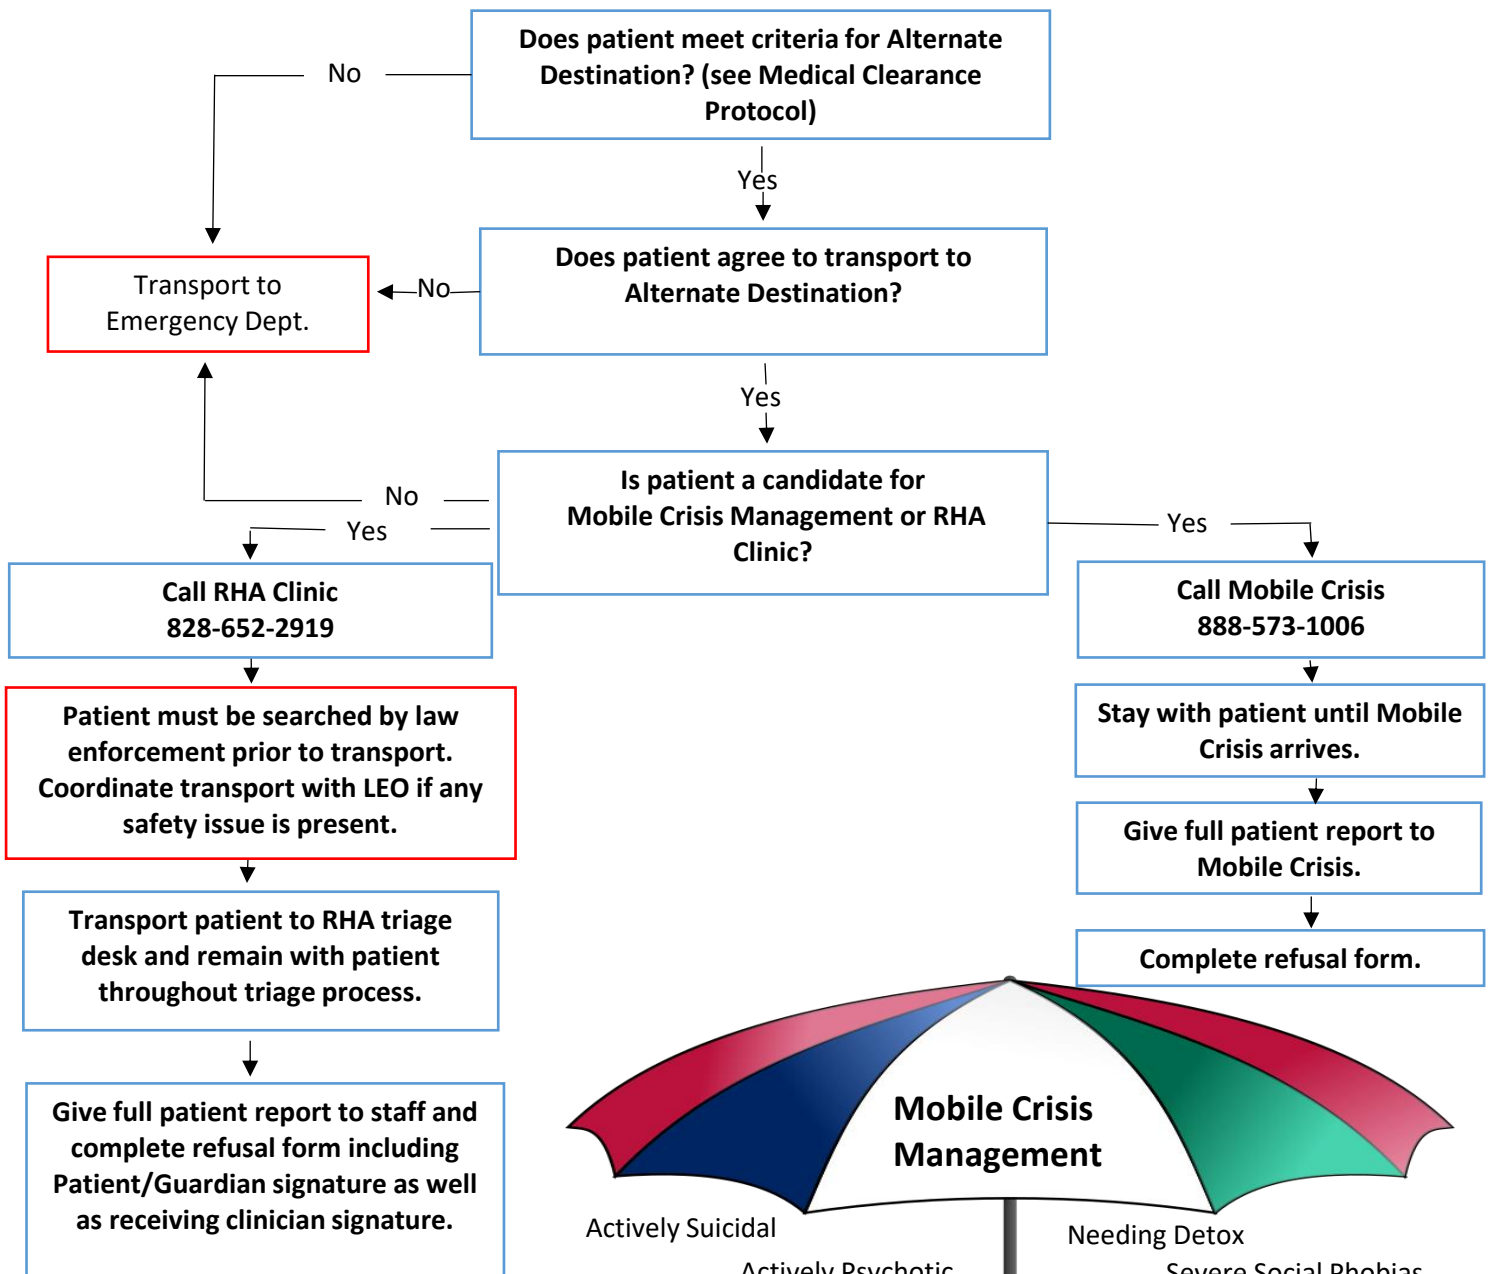 Does patient meet criteria for Alternate
Destination? (see Medical Clearance
Protocol)
No
Yes
Does patient agree to transport to
Alternate Destination?
No
Transport to
Emergency Dept.
Yes
Is patient a candidate for
Mobile Crisis Management or RHA
Clinic?
No
Yes
Yes
Call RHA Clinic
828-652-2919
Patient must be searched by law
enforcement prior to transport.
Coordinate transport with LEO if any
safety issue is present.
Transport patient to RHA triage
desk and remain with patient
throughout triage process.
Give full patient report to staff and
complete refusal form including
Patient/Guardian signature as well
as receiving clinician signature.
Call Mobile Crisis
888-573-1006
Stay with patient until Mobile
Crisis arrives.
Give full patient report to
Mobile Crisis.
Complete refusal form.
Mobile Crisis
Management
Actively Suicidal
Needing Detox
Actively Psychotic
Severe Social Phobias